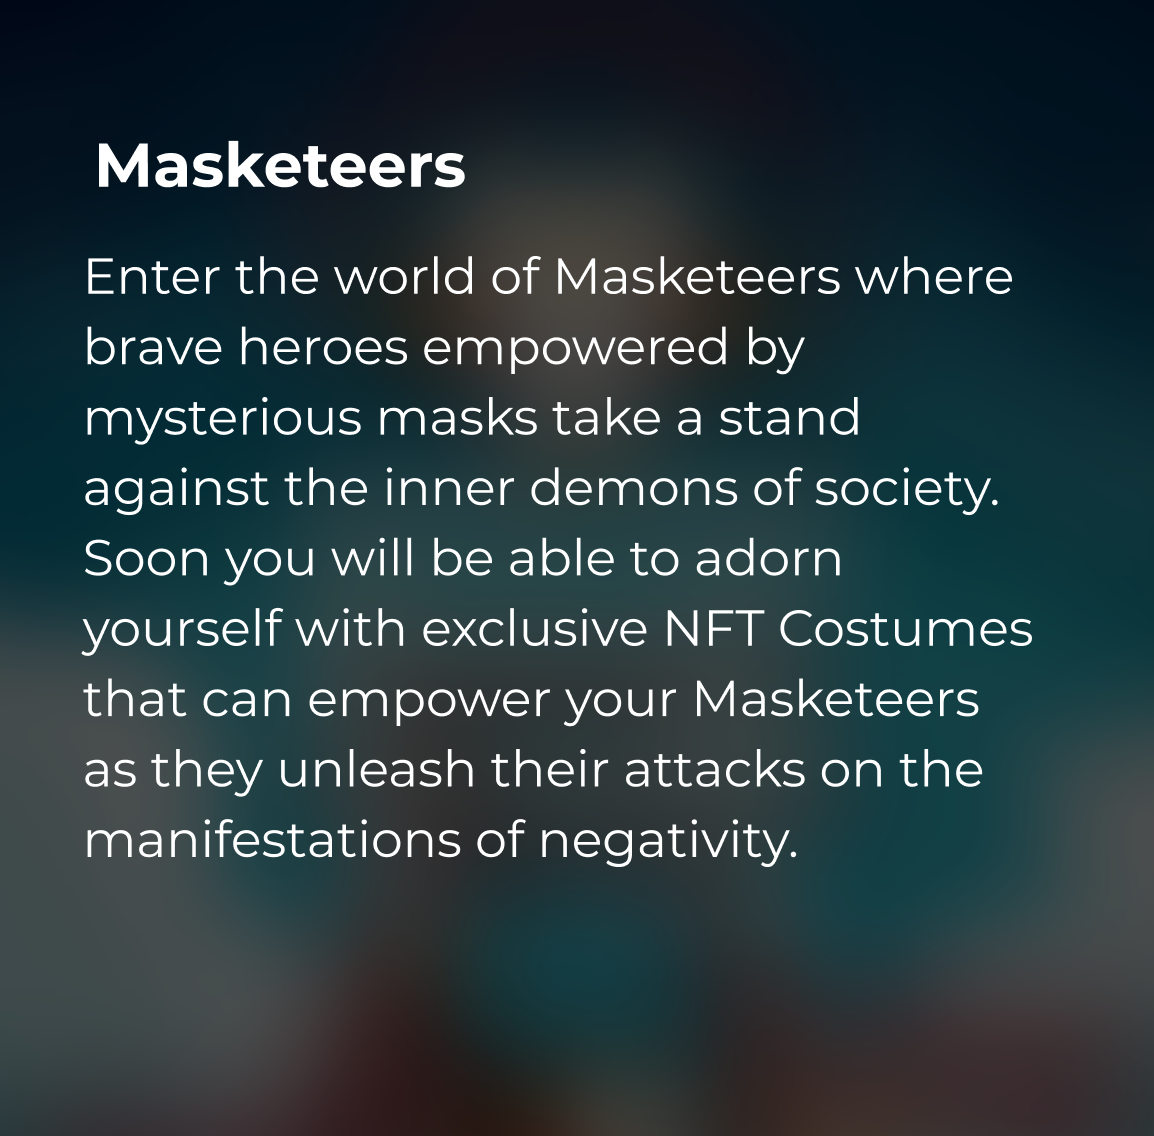 Masketeers
Enter the world of Masketeers where
brave heroes empowered by
mysterious masks take a stand
against the inner demons of society.
Soon you will be able to adorn
yourself with exclusive NFT Costumes
that can empower your Masketeers
as they unleash their attacks on the
manifestations of negativity.